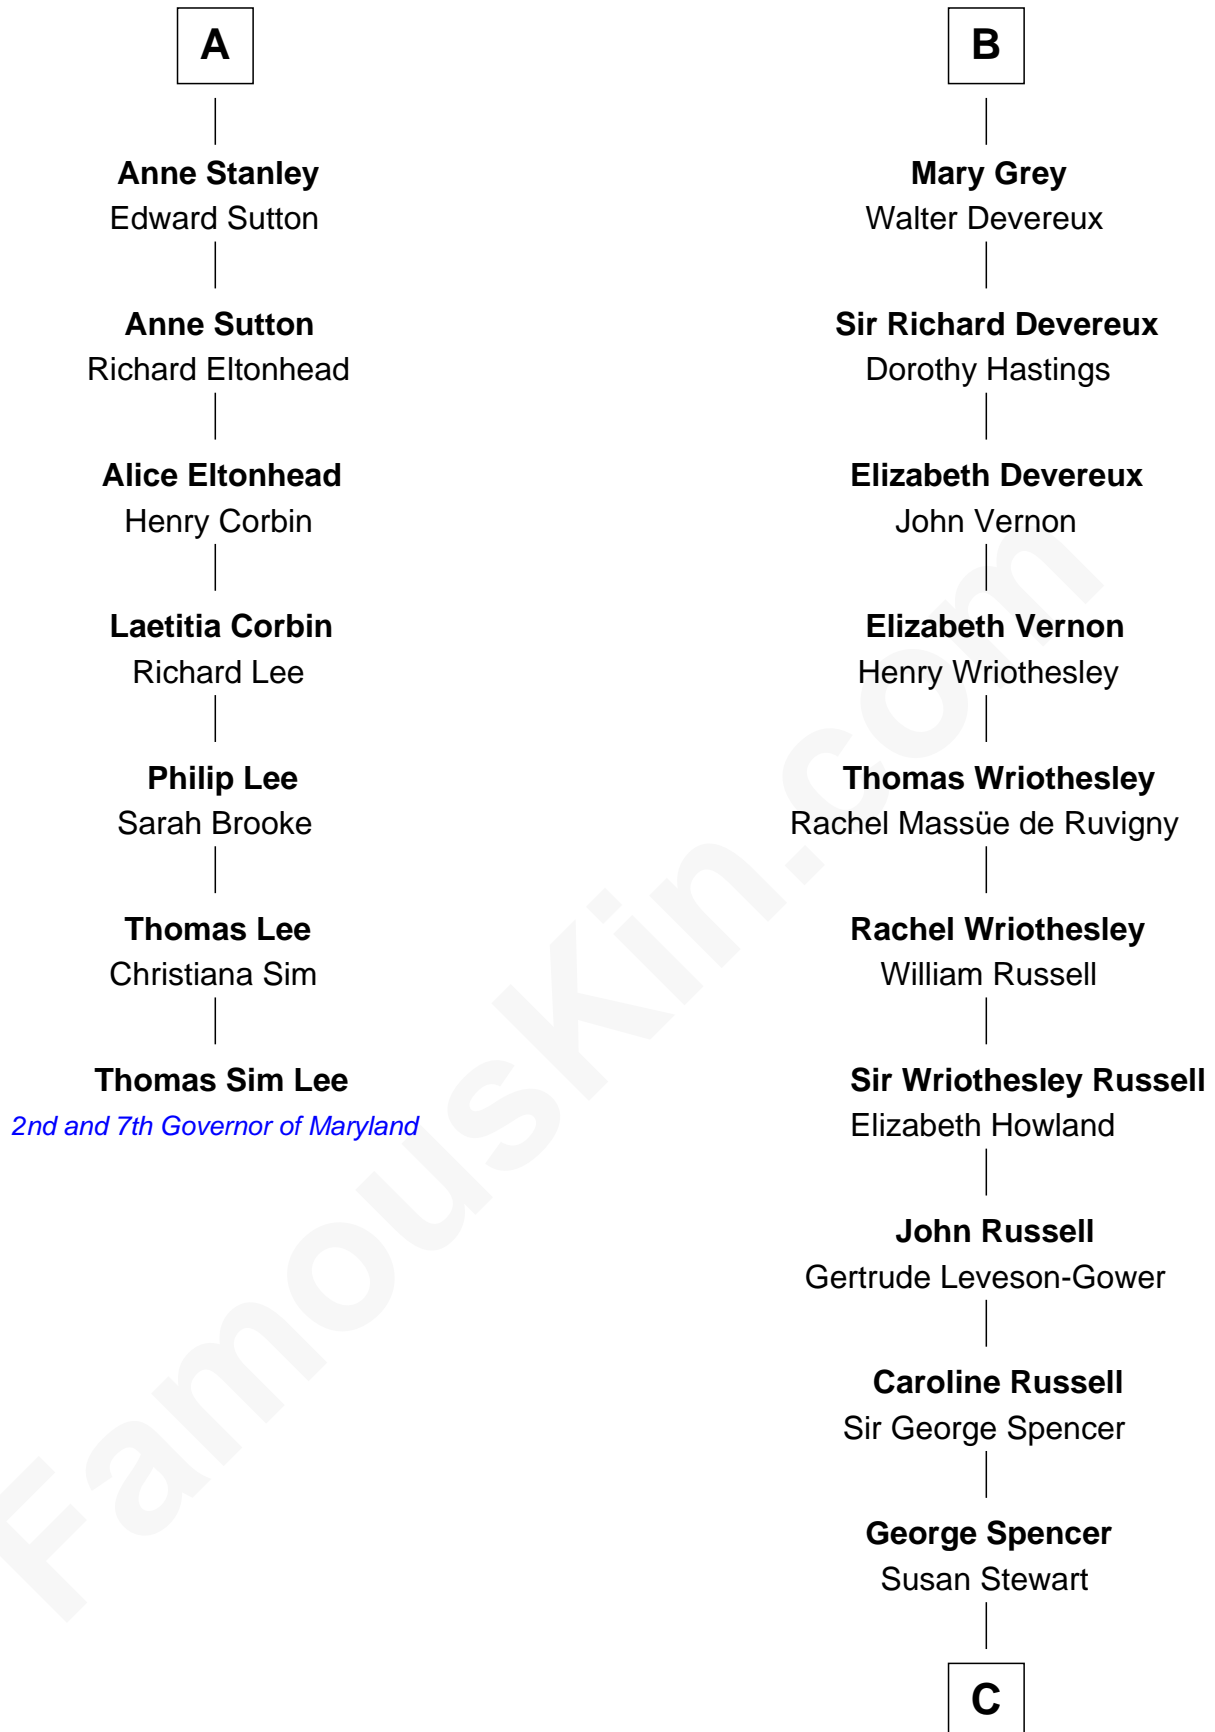 A
Anne Stanley
Edward Sutton
Anne Sutton
Richard Eltonhead
Alice Eltonhead
Henry Corbin
Laetitia Corbin
Richard Lee
Philip Lee
Sarah Brooke
Thomas Lee
Christiana Sim
Thomas Sim Lee
2nd and 7th Governor of Maryland
B
Mary Grey
Walter Devereux
Sir Richard Devereux
Dorothy Hastings
Elizabeth Devereux
John Vernon
Elizabeth Vernon
Henry Wriothesley
Thomas Wriothesley
Rachel Massüe de Ruvigny
Rachel Wriothesley
William Russell
Sir Wriothesley Russell
Elizabeth Howland
John Russell
Gertrude Leveson-Gower
Caroline Russell
Sir George Spencer
George Spencer
Susan Stewart
C
FamousKin.com